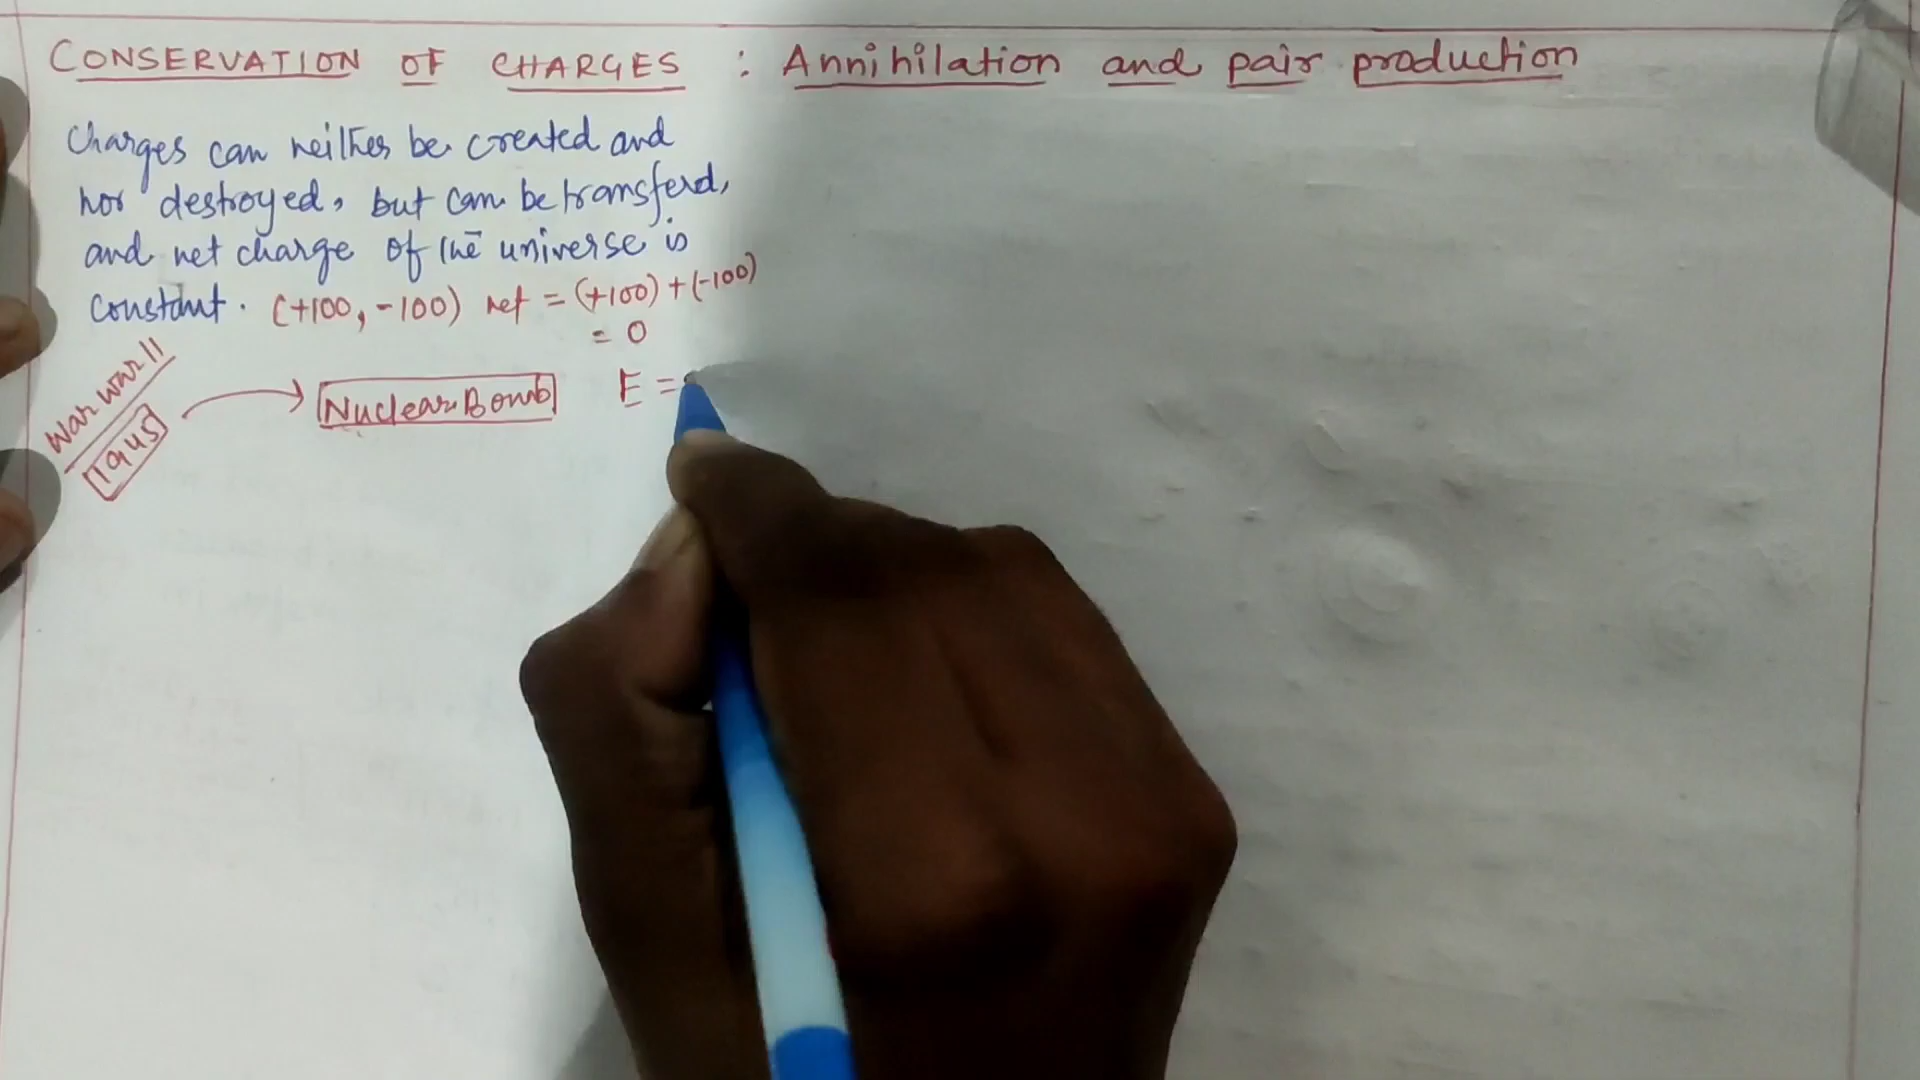 CONSERVATION OF CHARGES : Annihilation and pair production
Charges can neither be created and
nor destroyed, but can be transferd,
and net charge of the universe is
constant. (+100, -100) net = (+100) + (-100)
= 0
war war II
1945
Nuclear Bomb
E =